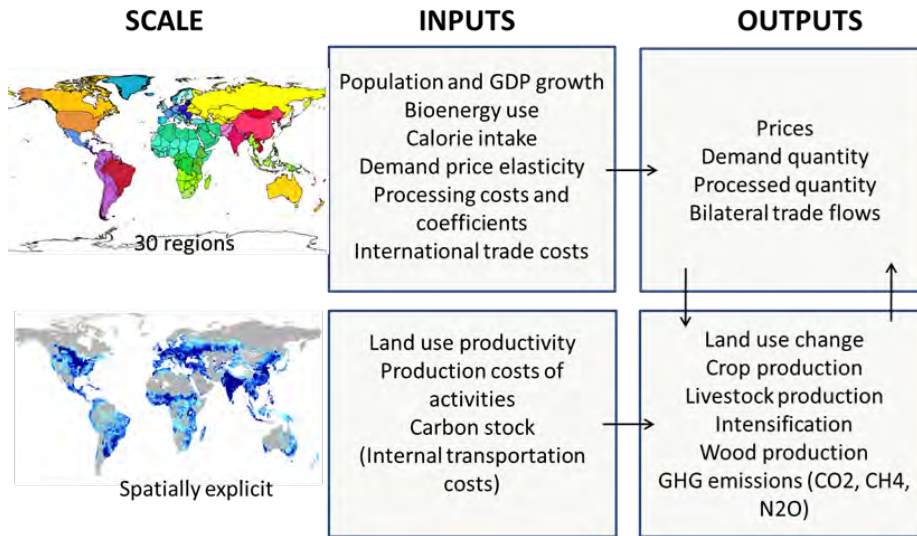 SCALE
INPUTS
OUTPUTS
30 regions
Population and GDP growth
Bioenergy use
Calorie intake
Demand price elasticity
Processing costs and
coefficients
International trade costs
Prices
Demand quantity
Processed quantity
Bilateral trade flows
Spatially explicit
Land use productivity
Production costs of
activities
Carbon stock
(Internal transportation
costs)
Land use change
Crop production
Livestock production
Intensification
Wood production
GHG emissions (CO2, CH4,
N2O)